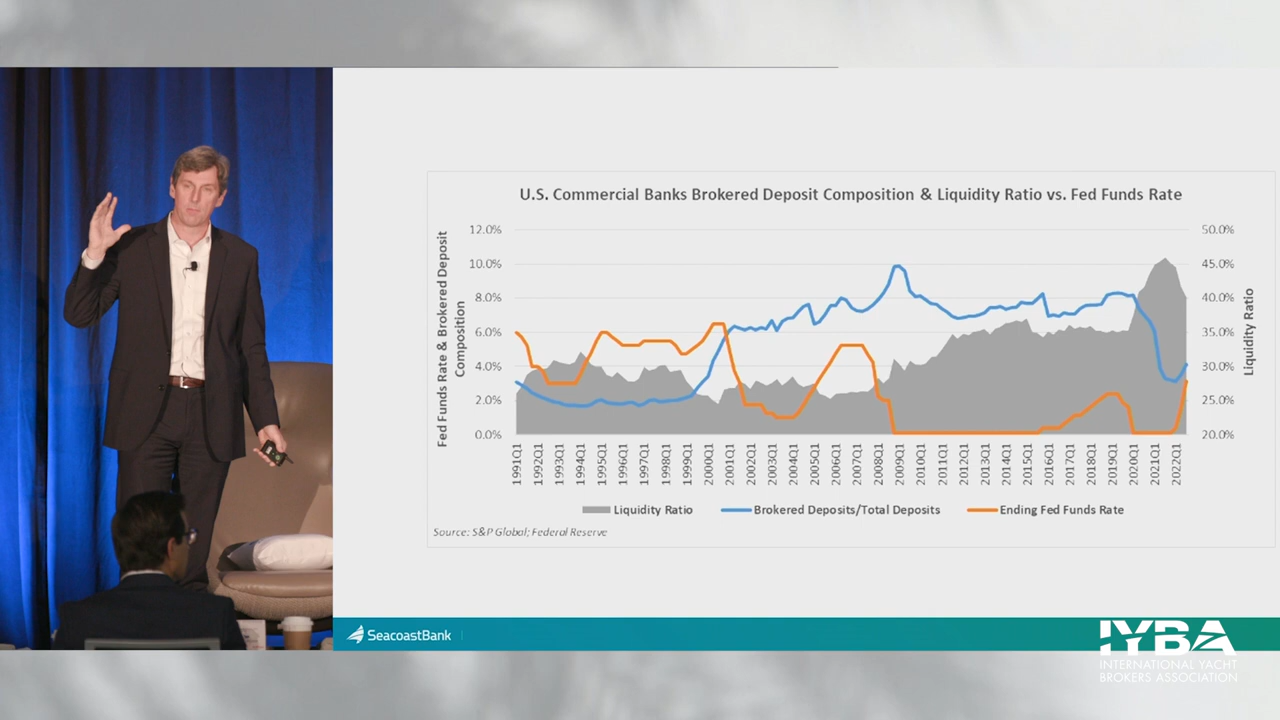 U.S. Commercial Banks Brokered Deposit Composition & Liquidity Ratio vs. Fed Funds Rate
Fed Funds Rate & Brokered Deposit
Composition
12.0%
10.0%
8.0%
6.0%
4.0%
2.0%
0.0%
50.0%
45.0%
40.0%
35.0%
30.0%
25.0%
20.0%
Liquidity Ratio
1991Q1
1992Q1
1993Q1
1994Q1
1995Q1
1996Q1
1997Q1
1998Q1
1999Q1
2000Q1
2001Q1
2002Q1
2003Q1
2004Q1
2005Q1
2006Q1
2007Q1
2008Q1
2009Q1
2010Q1
2011Q1
2012Q1
2013Q1
2014Q1
2015Q1
2016Q1
2017Q1
2018Q1
2019Q1
2020Q1
2021Q1
2022Q1
Liquidity Ratio
Brokered Deposits/Total Deposits
Ending Fed Funds Rate
Source: S&P Global; Federal Reserve
SeacoastBank
IYBA
INTERNATIONAL YACHT
BROKERS ASSOCIATION